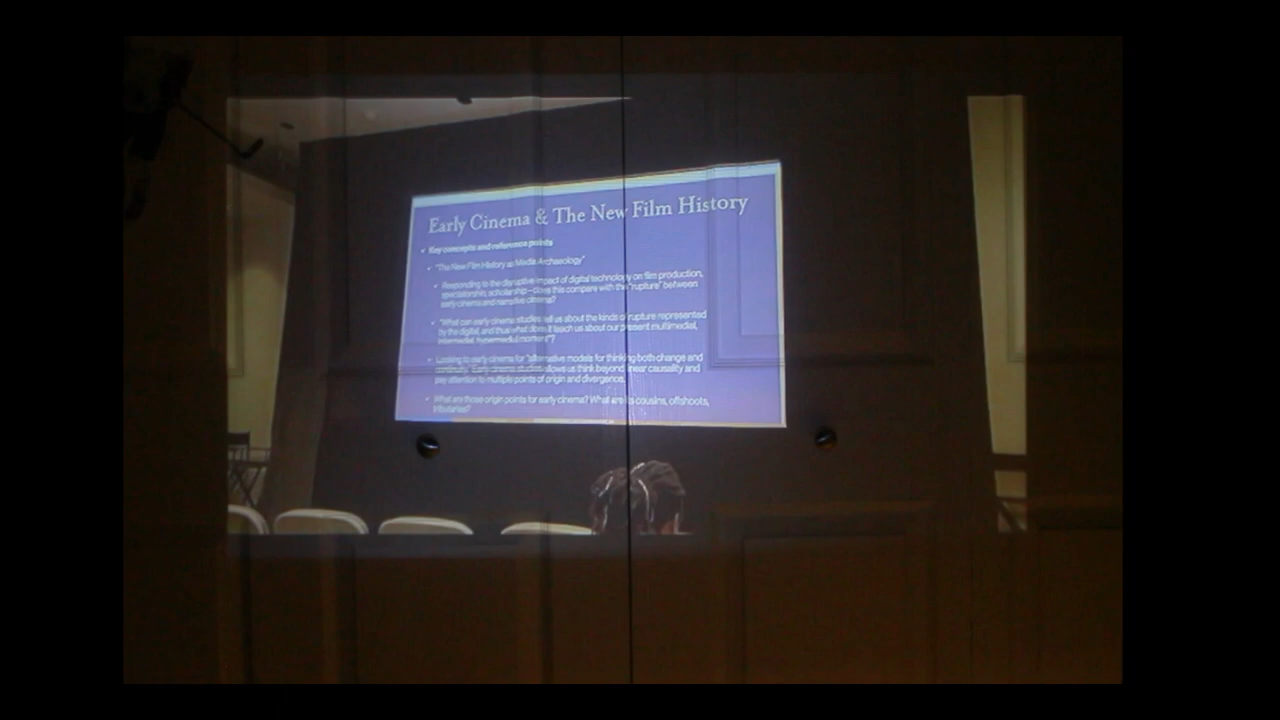 Early Cinema & The New Film History
Key concepts and reference points
"The New Film History as Media Archaeology"
Responding to the disruptive impact of digital technology on film production,
spectatorship, scholarship – does this compare with the "rupture" between
early cinema and narrative cinema?
"What can early cinema studies tell us about the kinds of rupture represented
by the digital, and thus what does it teach us about our present multimedial,
intermedial, hypermedial moment"?
Looking to early cinema for "alternative models for thinking both change and
continuity." Early cinema studies allows us think beyond linear causality and
pay attention to multiple points of origin and divergence.
What are those origin points for early cinema? What are its cousins, offshoots,
tributaries?